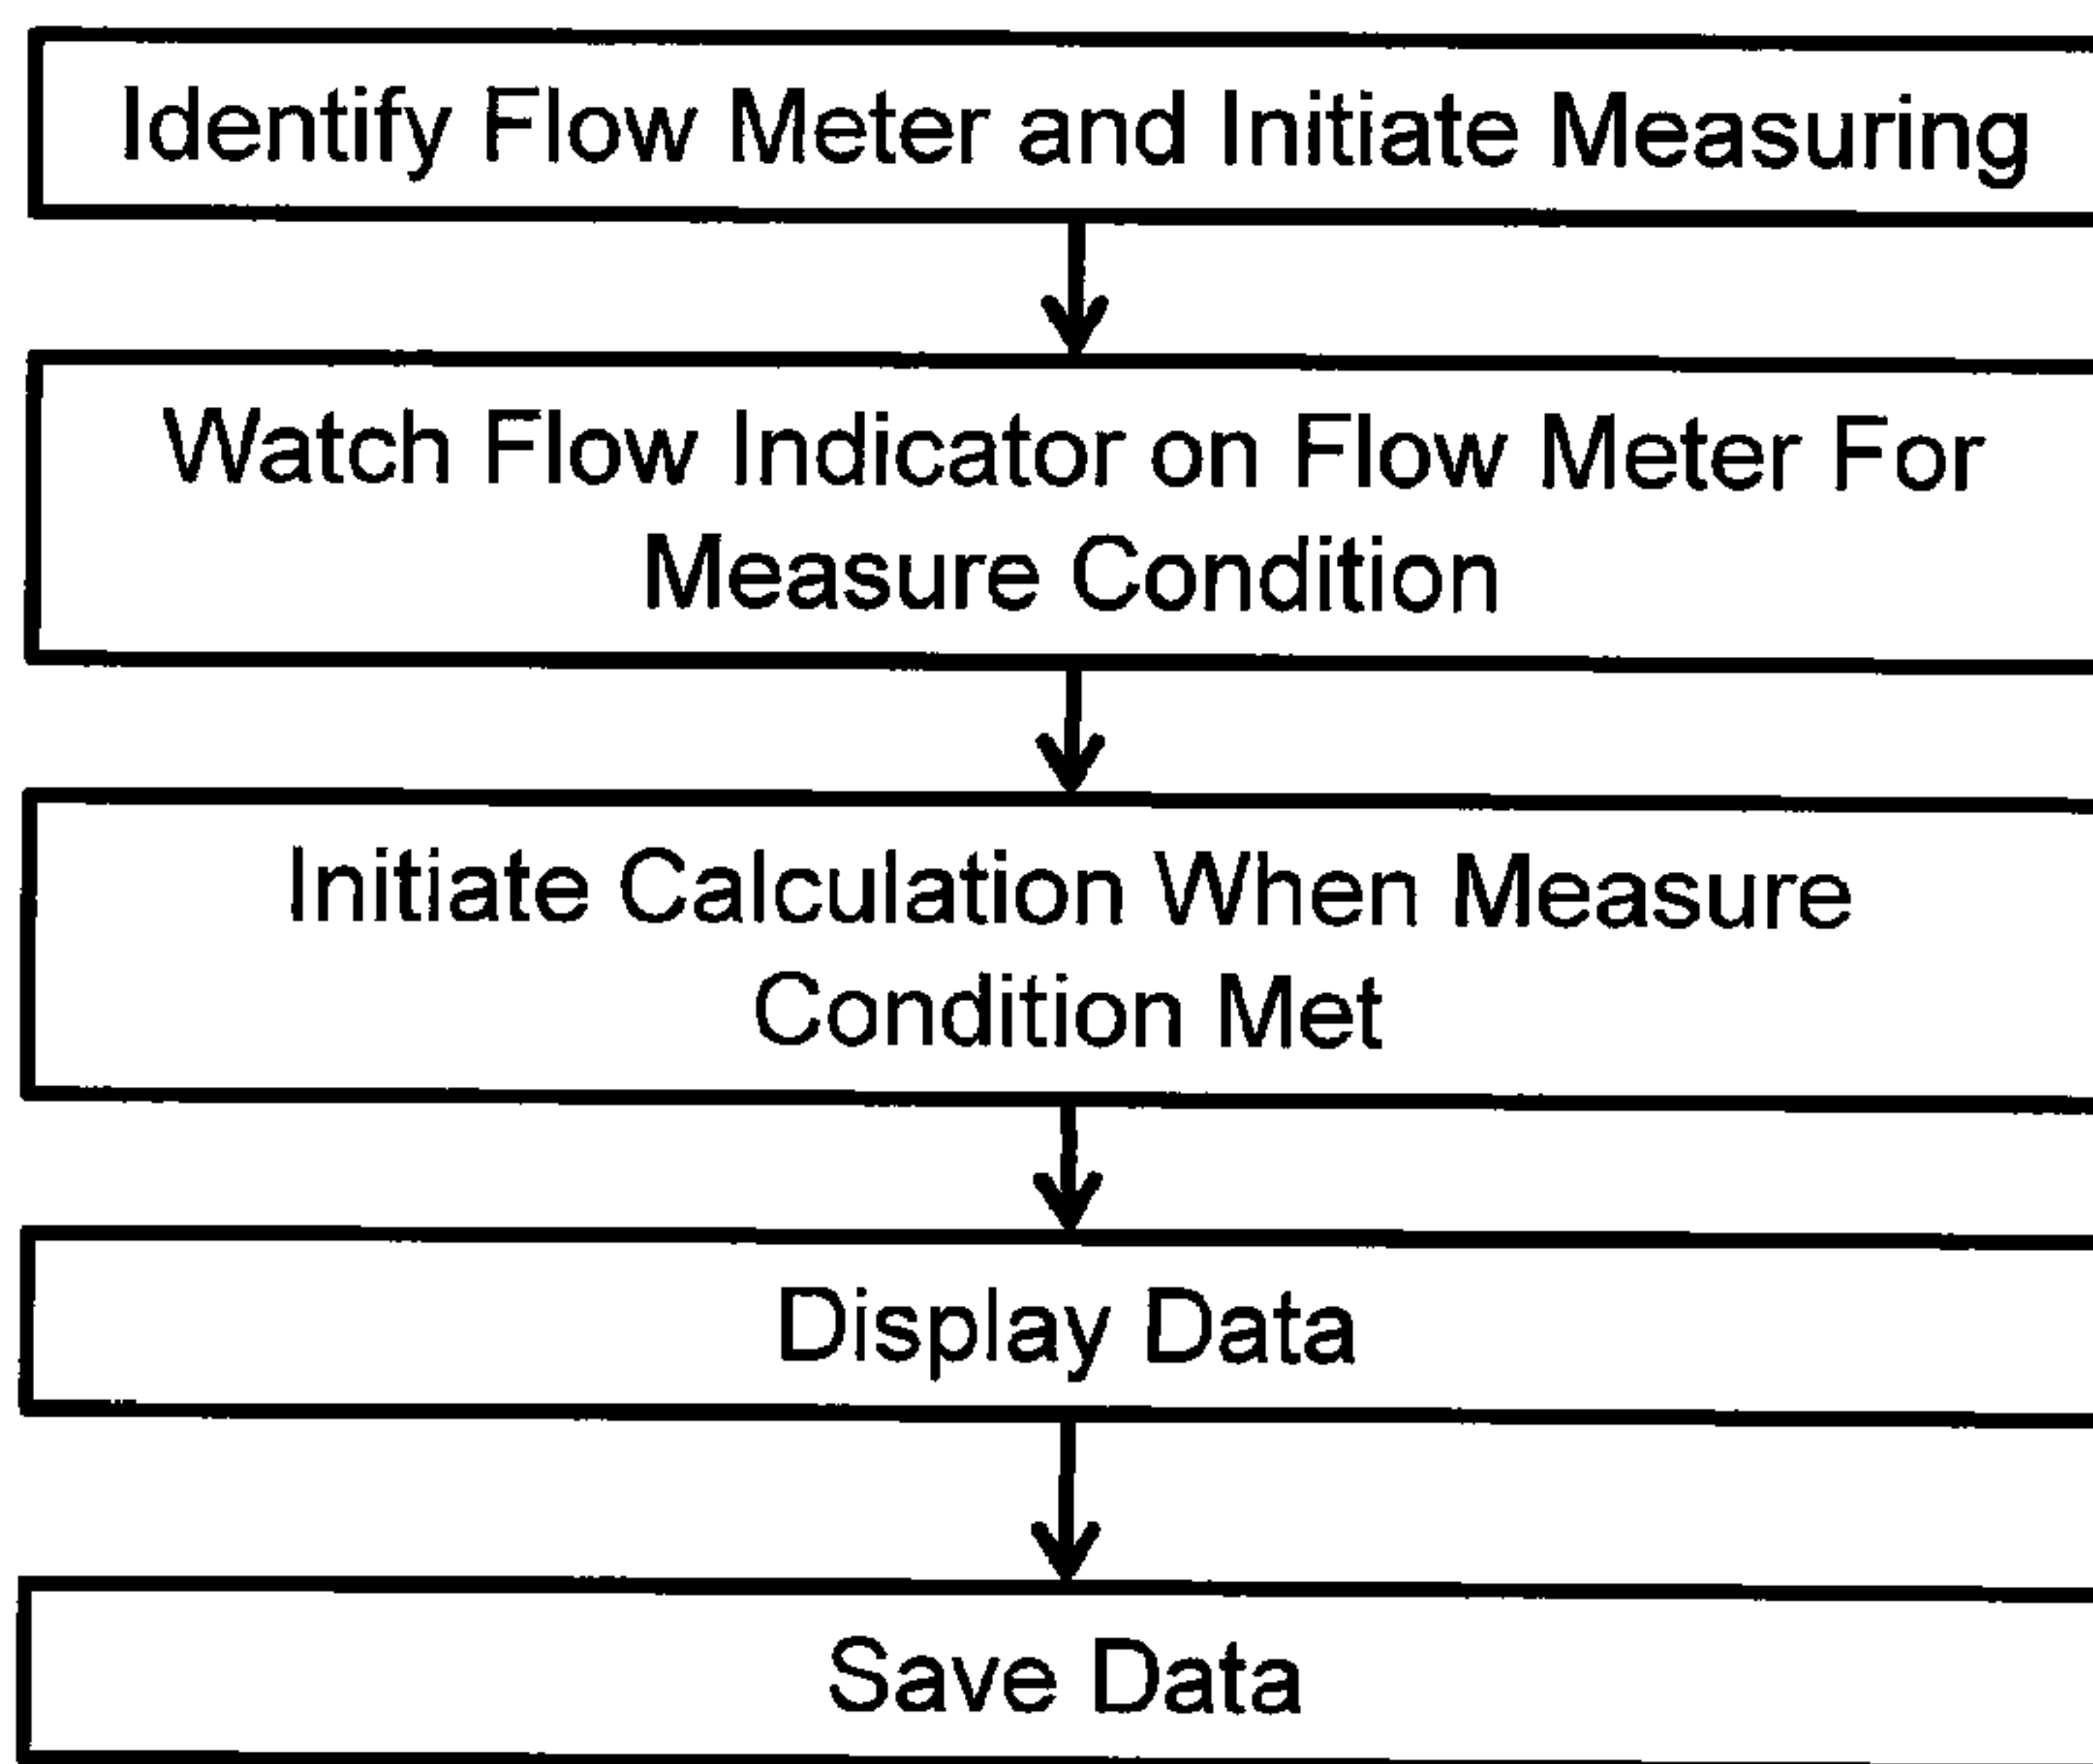 Identify Flow Meter and Initiate Measuring
Watch Flow Indicator on Flow Meter For
Measure Condition
Initiate Calculation When Measure
Condition Met
Display Data
Save Data